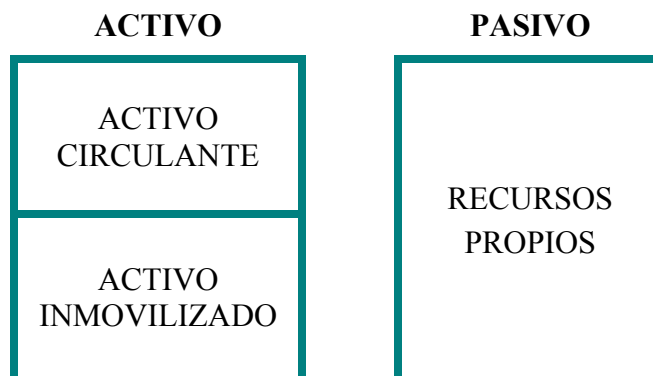 ACTIVO
ACTIVO
CIRCULANTE
ACTIVO
INMOVILIZADO
PASIVO
RECURSOS
PROPIOS